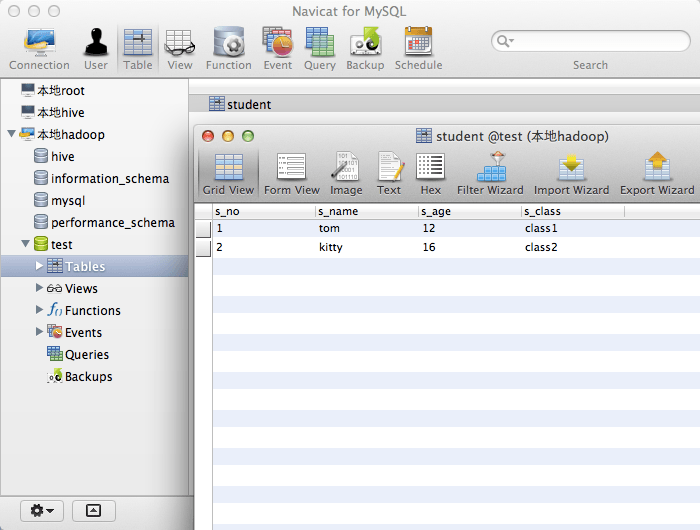 Navicat for MySQL
Connection User Table View Function Event Query Backup Schedule Search
本地root
本地hive
本地hadoop
hive
information_schema
mysql
performance_schema
test
Tables
Views
Functions
Events
Queries
Backups
student
student @test (本地hadoop)
Grid View Form View Image Text Hex Filter Wizard Import Wizard Export Wizard
s_no s_name s_age s_class
1 tom 12 class1
2 kitty 16 class2